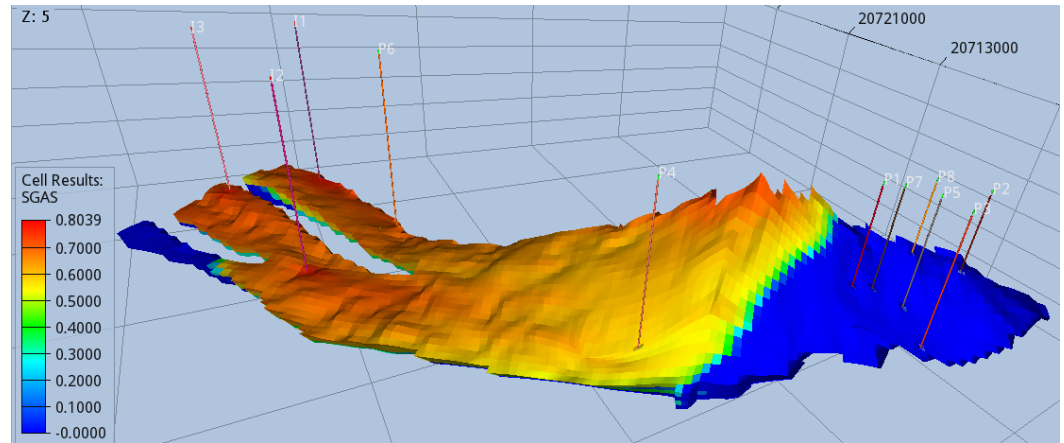 Z: 5
I3
I1
P6
I2
20721000
20713000
P4
P1
P7
P8
P5
P3
P2
Cell Results:
SGAS
0.8039
0.7000
0.6000
0.5000
0.4000
0.3000
0.2000
0.1000
-0.0000